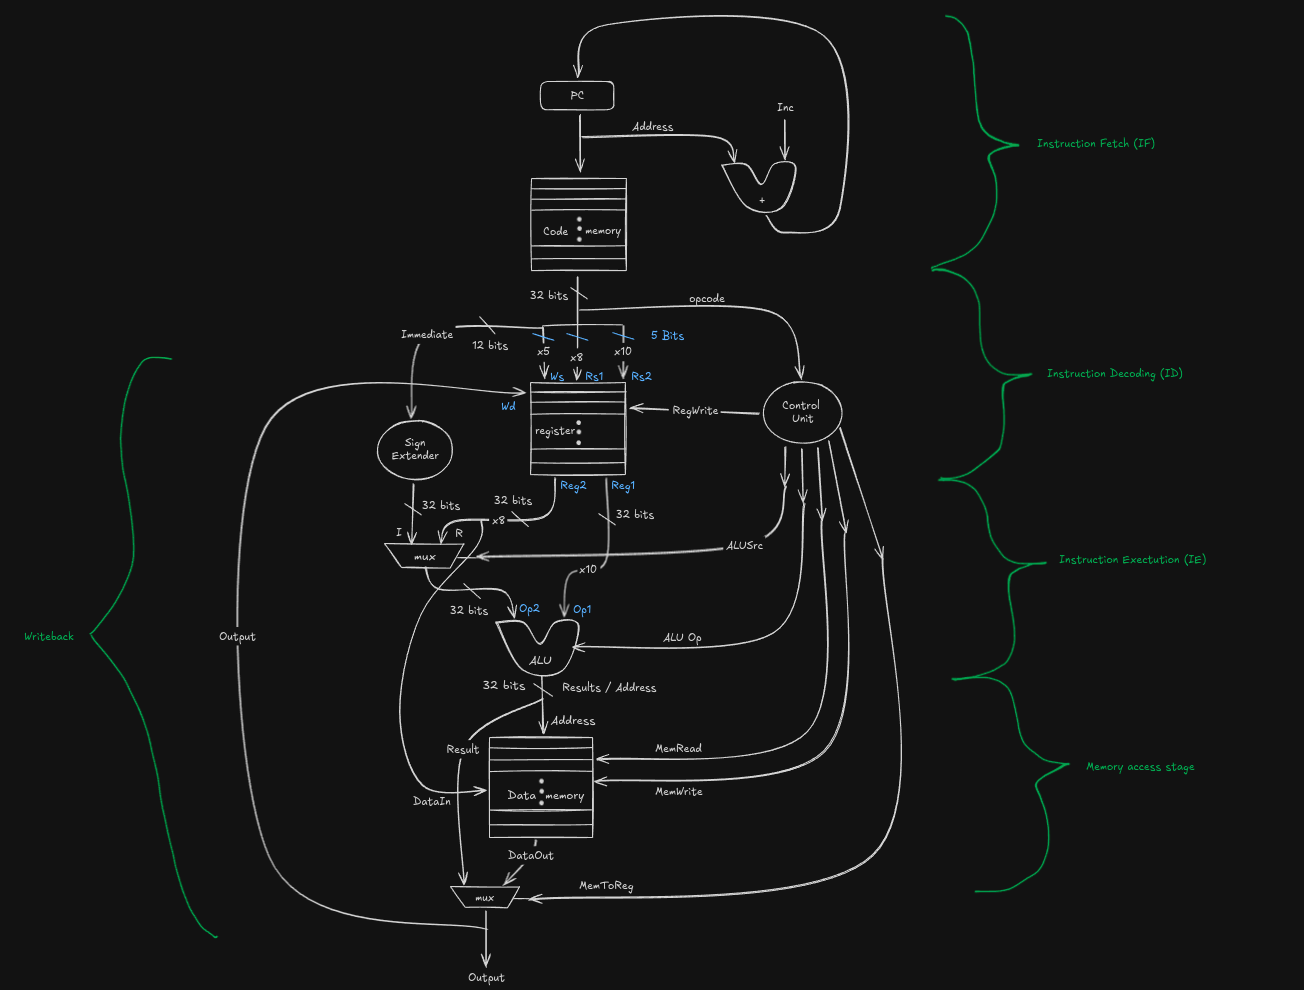 PC
Inc
Address
Instruction Fetch (IF)
+
Code memory
32 bits
opcode
Immediate
12 bits
5 Bits
x5
x8
x10
Ws
Rs1
Rs2
Instruction Decoding (ID)
Wd
RegWrite
Control
Unit
register
Sign
Extender
Reg2
Reg1
32 bits
32 bits
x8
32 bits
I
R
mux
ALUSrc
Instruction Exectution (IE)
x10
32 bits
Op2
Op1
Writeback
Output
ALU Op
ALU
32 bits
Results / Address
Address
Result
MemRead
Memory access stage
MemWrite
Data memory
DataIn
DataOut
MemToReg
mux
Output